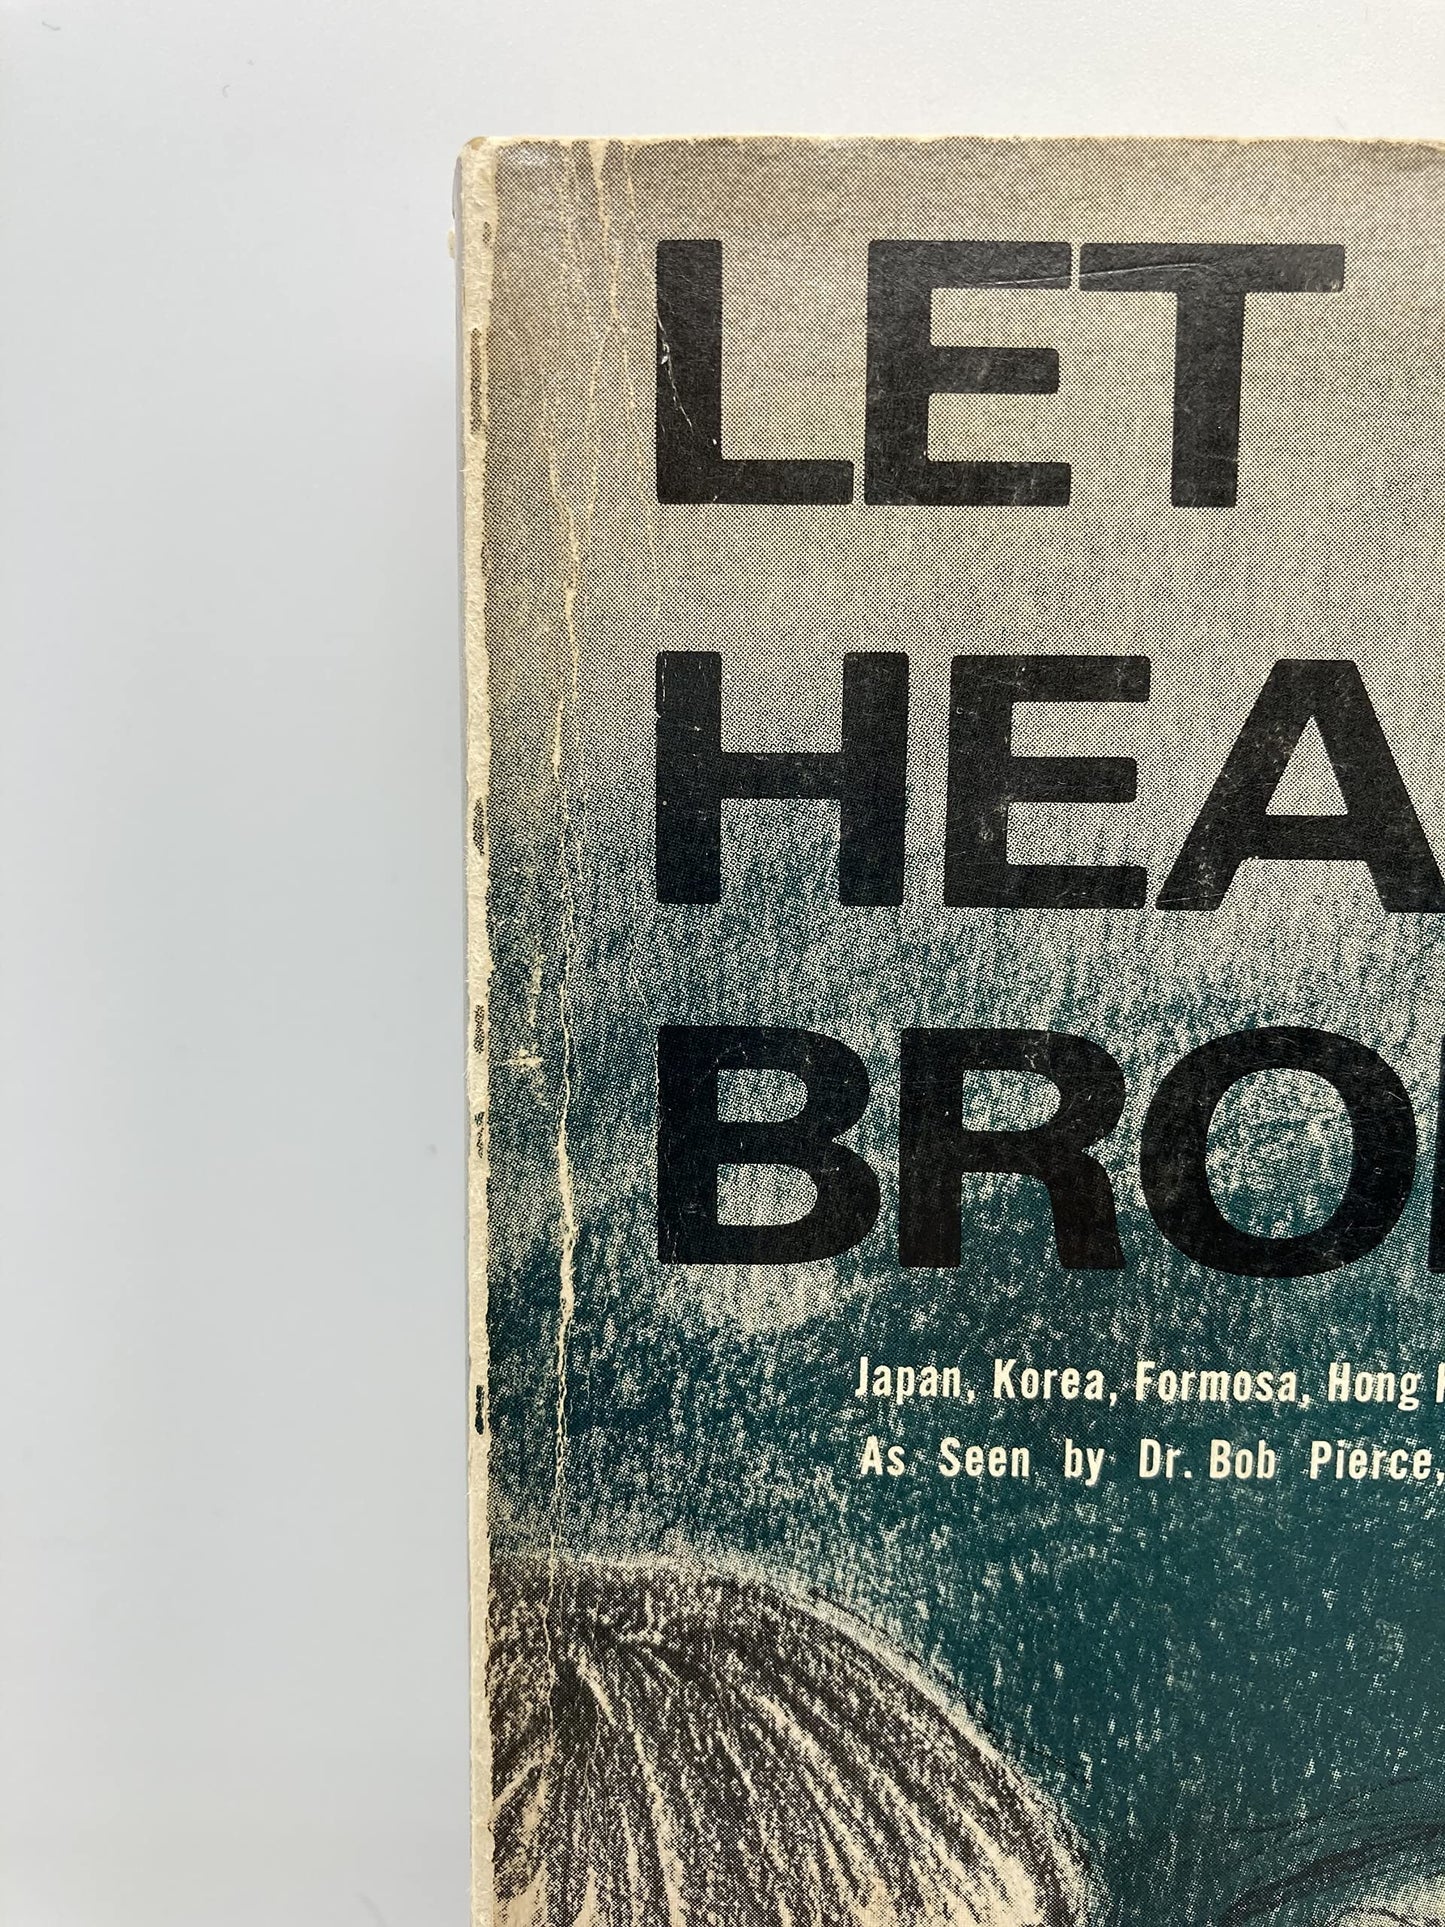 LET
HEA
BRO
Japan, Korea, Formosa, Hong
As Seen by Dr. Bob Pierce,